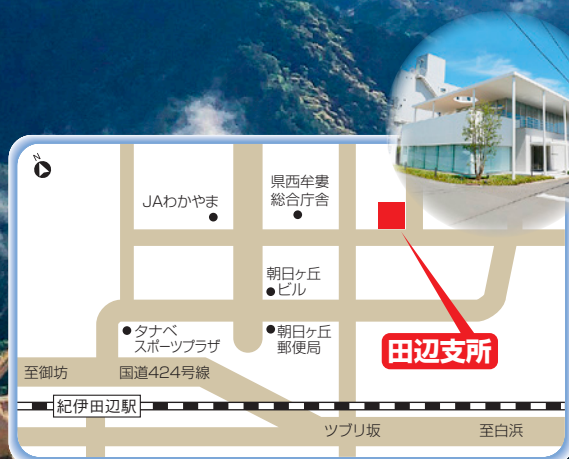 N
JAわかやま
県西牟婁
総合庁舎
朝日ヶ丘
ビル
タナベ
スポーツプラザ
朝日ヶ丘
郵便局
田辺支所
至御坊
国道424号線
紀伊田辺駅
ツブリ坂
至白浜